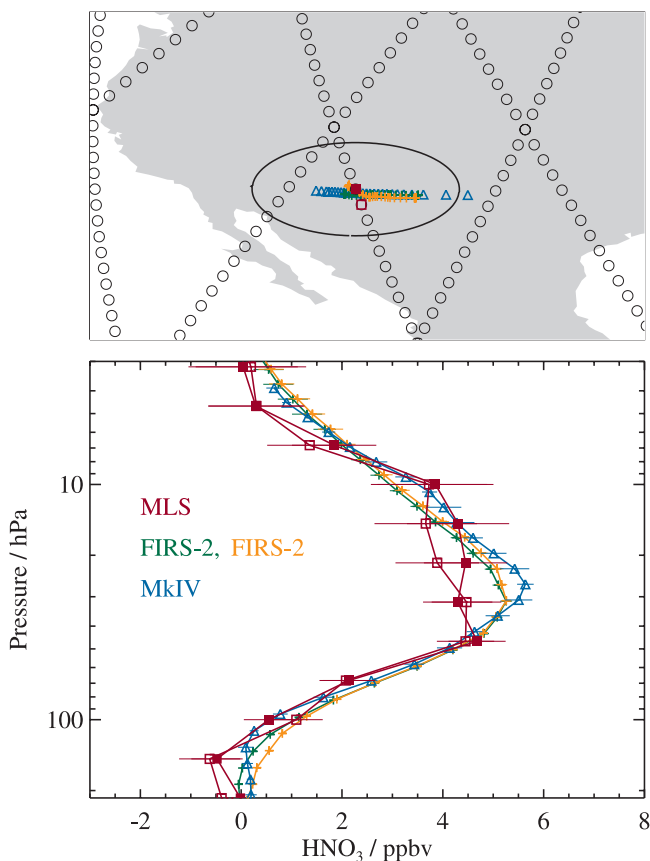 10
100
Pressure / hPa
MLS
FIRS-2, FIRS-2
MkIV
-2 0 2 4 6 8
HNO₃ / ppbv